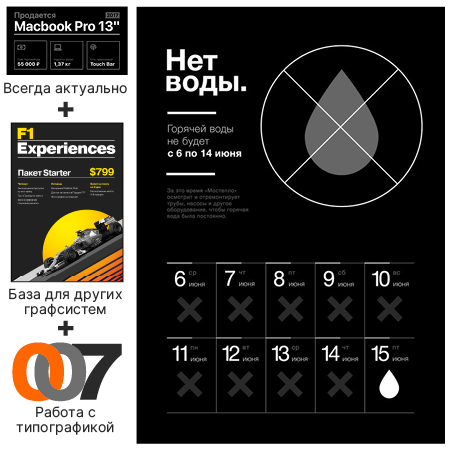 Продается
2017
Macbook Pro 13"
65 000 ₽
1,37 кг
Touch Bar
Всегда актуально
+
F1
Experiences
Пакет Starter
$799
База для других
графсистем
+
007
Работа с
типографикой
Нет
воды.
Горячей воды
не будет
с 6 по 14 июня
За это время «Мостепло»
осмотрит и отремонтирует
трубы, насосы и другое
оборудование, чтобы горячая
вода была постоянно.
6 ср июня
7 чт июня
8 пт июня
9 сб июня
10 вс июня
11 пн июня
12 вт июня
13 ср июня
14 чт июня
15 пт июня